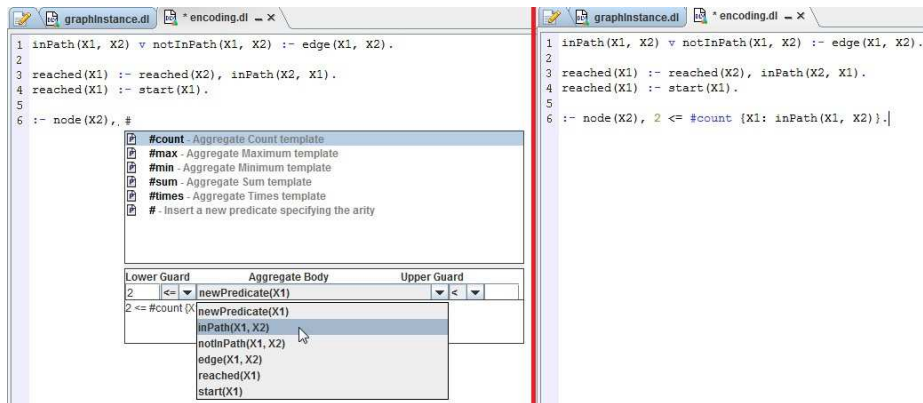 graphInstance.dl * encoding.dl
1 inPath(X1, X2) v notInPath(X1, X2) :- edge(X1, X2).
2
3 reached(X1) :- reached(X2), inPath(X2, X1).
4 reached(X1) :- start(X1).
5
6 :- node(X2), #
#count - Aggregate Count template
#max - Aggregate Maximum template
#min - Aggregate Minimum template
#sum - Aggregate Sum template
#times - Aggregate Times template
# - Insert a new predicate specifying the arity
Lower Guard Aggregate Body Upper Guard
2 <= newPredicate(X1) <
2 <= #count {X
newPredicate(X1)
inPath(X1, X2)
notInPath(X1, X2)
edge(X1, X2)
reached(X1)
start(X1)
graphInstance.dl * encoding.dl
1 inPath(X1, X2) v notInPath(X1, X2) :- edge(X1, X2).
2
3 reached(X1) :- reached(X2), inPath(X2, X1).
4 reached(X1) :- start(X1).
5
6 :- node(X2), 2 <= #count {X1: inPath(X1, X2)}.